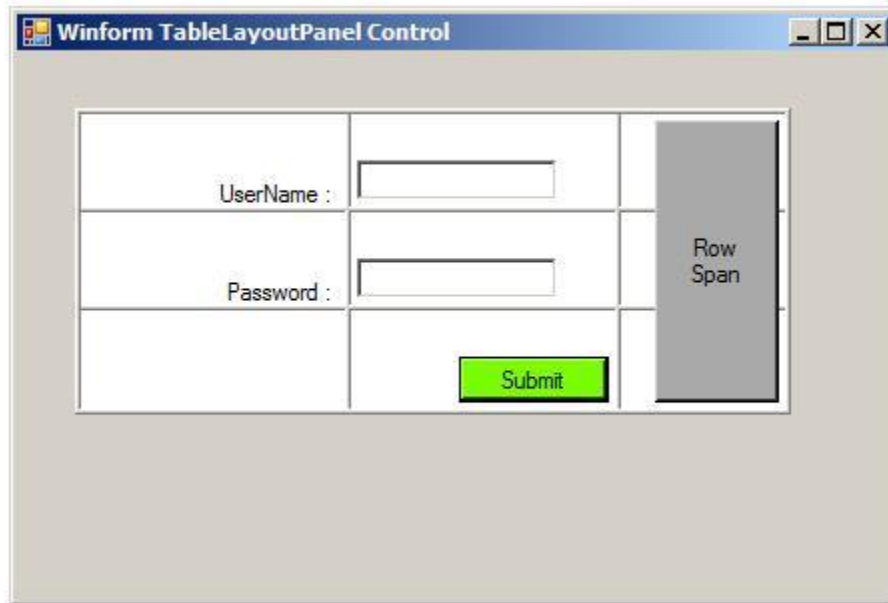 Winform TableLayoutPanel Control
UserName :
Password :
Submit
Row
Span